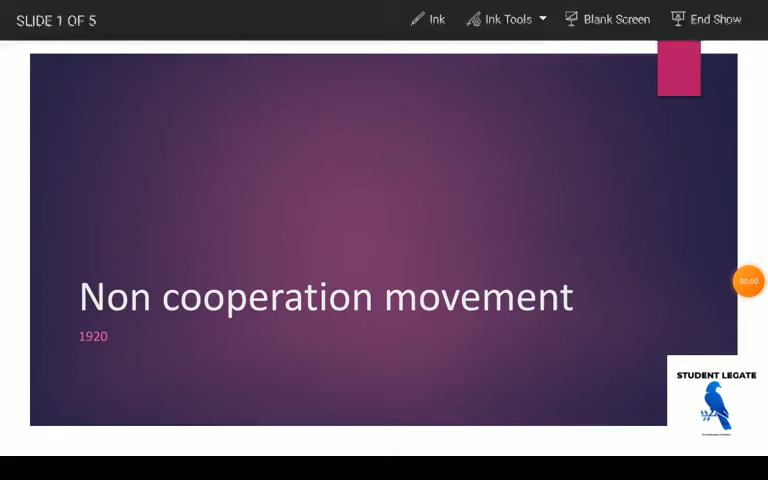 SLIDE 1 OF 5
Ink
Ink Tools
Blank Screen
End Show
Non cooperation movement
1920
00:00
STUDENT LEGATE